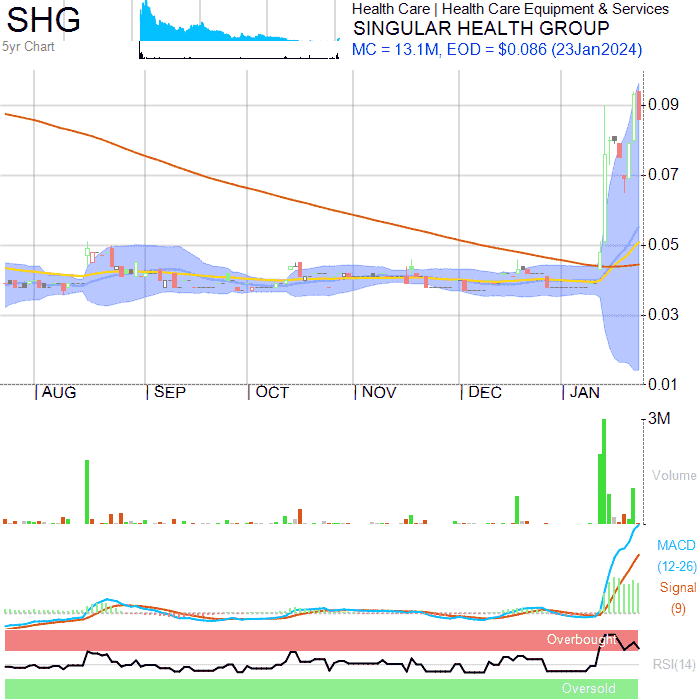 SHG
5yr Chart
Health Care | Health Care Equipment & Services
SINGULAR HEALTH GROUP
MC = 13.1M, EOD = $0.086 (23Jan2024)
0.09
0.07
0.05
0.03
0.01
AUG SEP OCT NOV DEC JAN
3M
Volume
MACD
(12-26)
Signal
(9)
Overbought
RSI(14)
Oversold